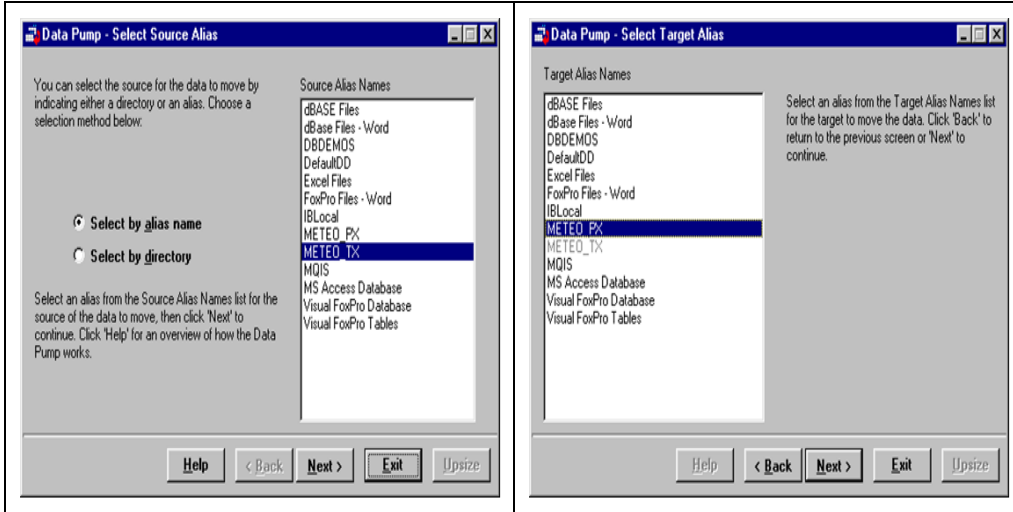 Data Pump - Select Source Alias
You can select the source for the data to move by
indicating either a directory or an alias. Choose a
selection method below:
Select by alias name
Select by directory
Select an alias from the Source Alias Names list for the
source of the data to move, then click 'Next' to
continue. Click 'Help' for an overview of how the Data
Pump works.
Source Alias Names
dBASE Files
dBase Files - Word
DBDEMOS
DefaultDD
Excel Files
FoxPro Files - Word
IBLocal
METEO_PX
METEO_TX
MQIS
MS Access Database
Visual FoxPro Database
Visual FoxPro Tables
Help
< Back
Next >
Exit
Upsize
Data Pump - Select Target Alias
Target Alias Names
dBASE Files
dBase Files - Word
DBDEMOS
DefaultDD
Excel Files
FoxPro Files - Word
IBLocal
METEO_PX
METEO_TX
MQIS
MS Access Database
Visual FoxPro Database
Visual FoxPro Tables
Select an alias from the Target Alias Names list
for the target to move the data. Click 'Back' to
return to the previous screen or 'Next' to
continue.
Help
< Back
Next >
Exit
Upsize